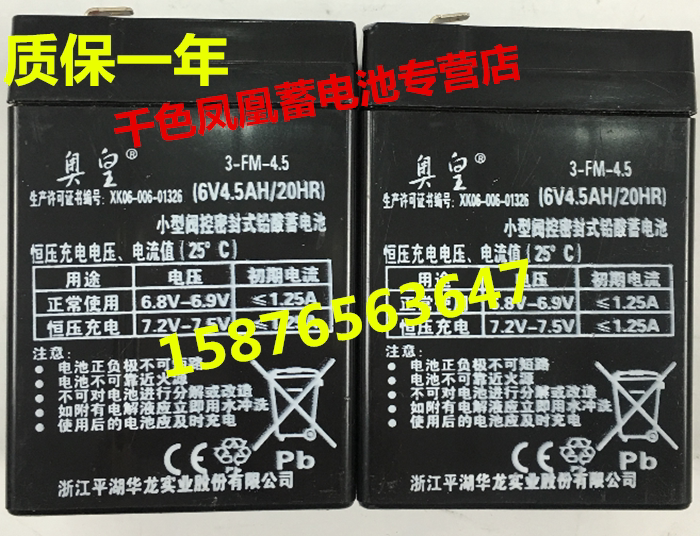 质保一年
千色凤凰蓄电池专营店
奥皇®
3-FM-4.5
生产许可证书编号: XK06-006-01326 (6V4.5AH/20HR)
小型阀控密封式铅酸蓄电池
恒压充电电压、电流值(25°C)
用途 电压 初期电流
正常使用 6.8V-6.9V ≤1.25A
恒压充电 7.2V-7.5V ≤1.25A
注意:
● 电池正负极不可短路
● 电池不可靠近火源
● 不可对电池进行分解或改造
● 如附有电解液应立即用水冲洗
● 使用后的电池应及时充电
CE Pb
浙江平湖华龙实业股份有限公司
奥皇®
3-FM-4.5
生产许可证书编号: XK06-006-01326 (6V4.5AH/20HR)
小型阀控密封式铅酸蓄电池
恒压充电电压、电流值(25°C)
用途 电压 初期电流
正常使用 6.8V-6.9V ≤1.25A
恒压充电 7.2V-7.5V ≤1.25A
注意:
● 电池正负极不可短路
● 电池不可靠近火源
● 不可对电池进行分解或改造
● 如附有电解液应立即用水冲洗
● 使用后的电池应及时充电
CE Pb
浙江平湖华龙实业股份有限公司
15876563647